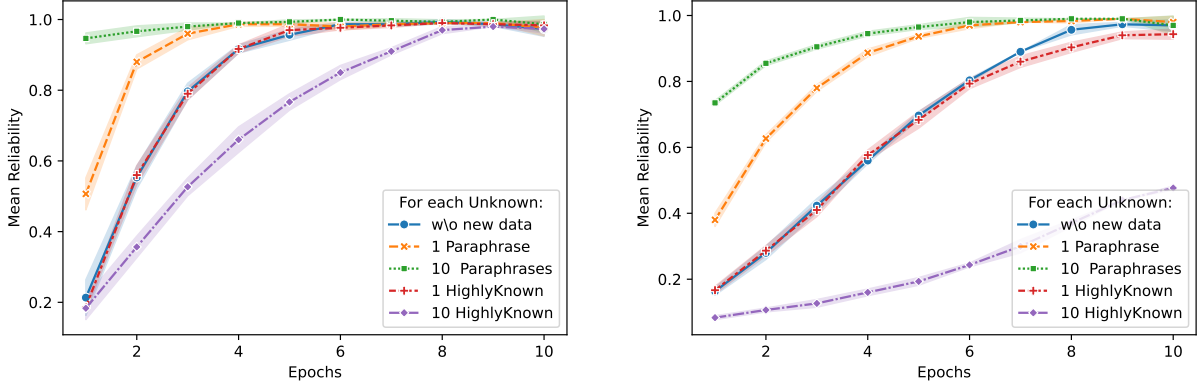 1.0
0.8
0.6
0.4
0.2
Mean Reliability
2 4 6 8 10
Epochs
For each Unknown:
w\o new data
1 Paraphrase
10 Paraphrases
1 HighlyKnown
10 HighlyKnown
1.0
0.8
0.6
0.4
0.2
Mean Reliability
2 4 6 8 10
Epochs
For each Unknown:
w\o new data
1 Paraphrase
10 Paraphrases
1 HighlyKnown
10 HighlyKnown